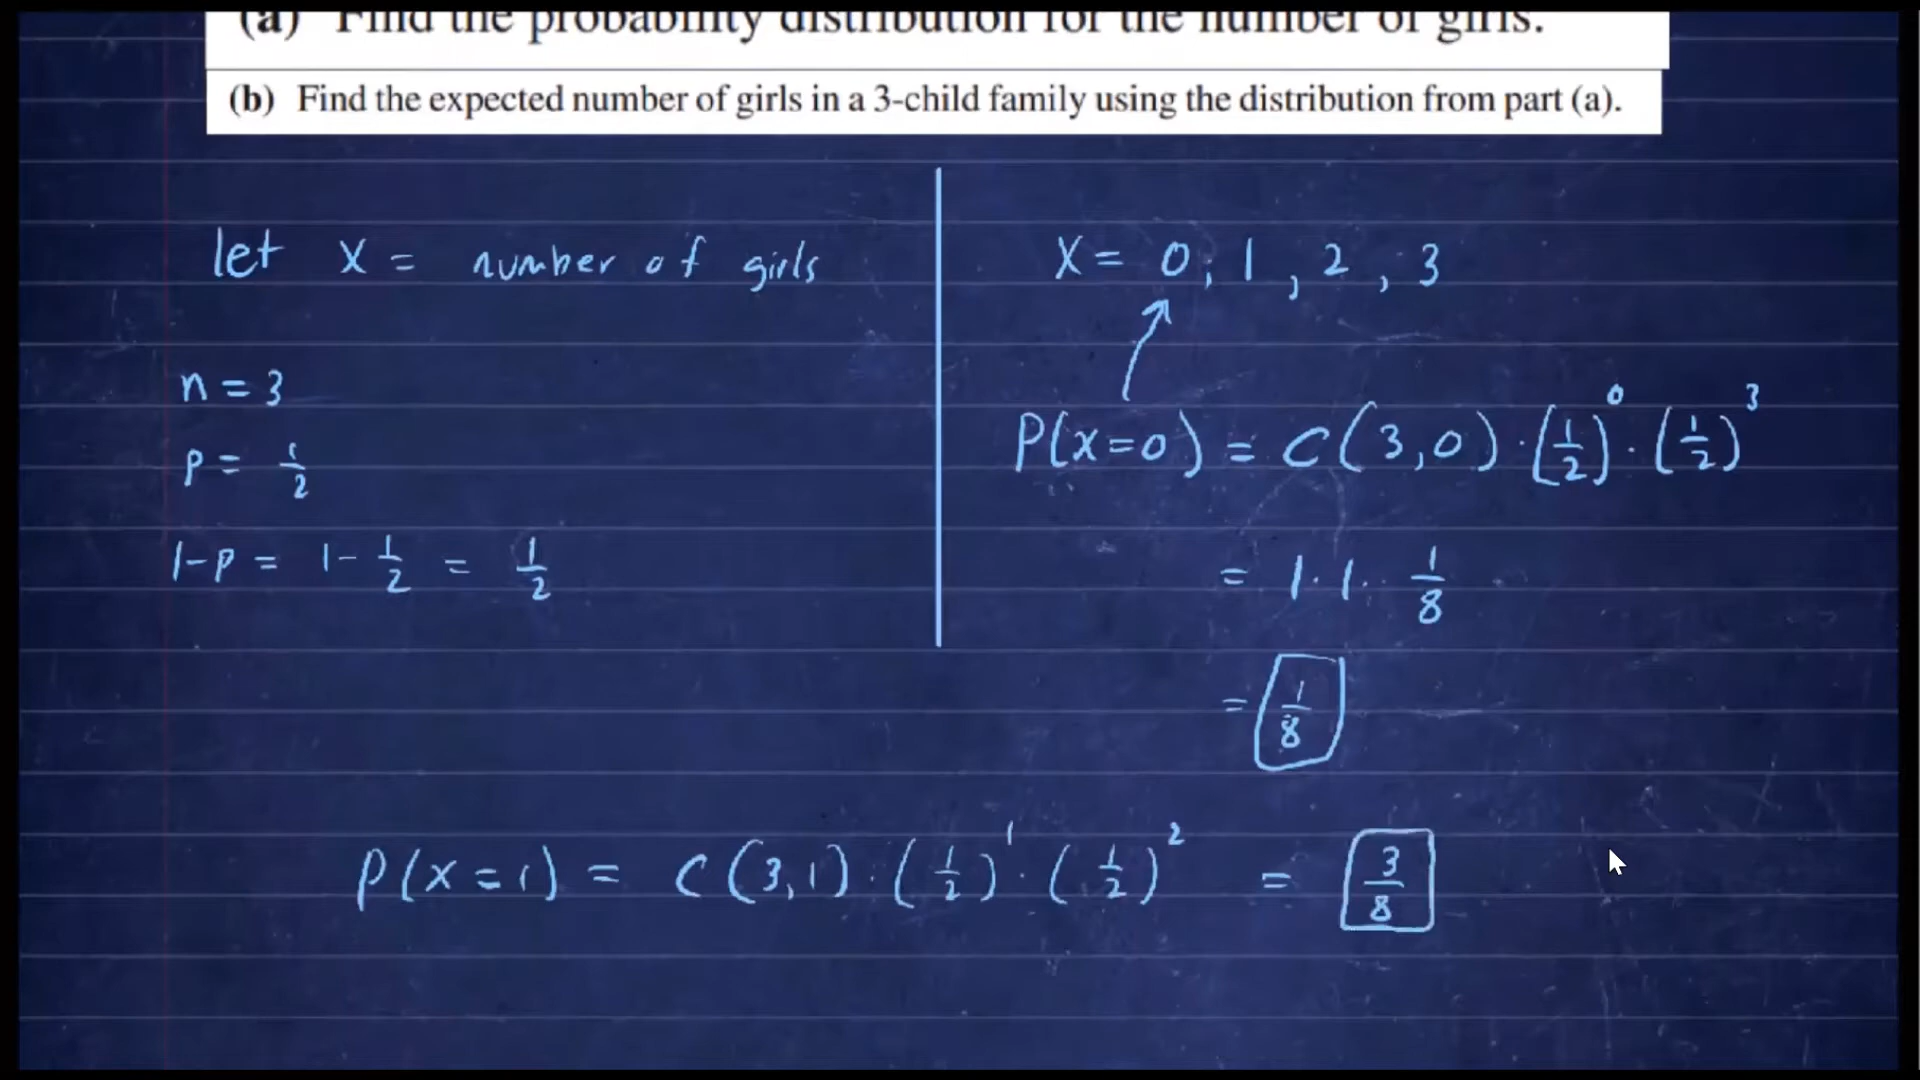 (a) Find the probability distribution for the number of girls.
(b) Find the expected number of girls in a 3-child family using the distribution from part (a).
let X = number of girls
n = 3
p = 1/2
1-p = 1 - 1/2 = 1/2
X = 0, 1, 2, 3
P(x=0) = C(3,0) · (1/2)^0 · (1/2)^3
= 1 · 1 · 1/8
= 1/8
P(x=1) = C(3,1) · (1/2)^1 · (1/2)^2 = 3/8